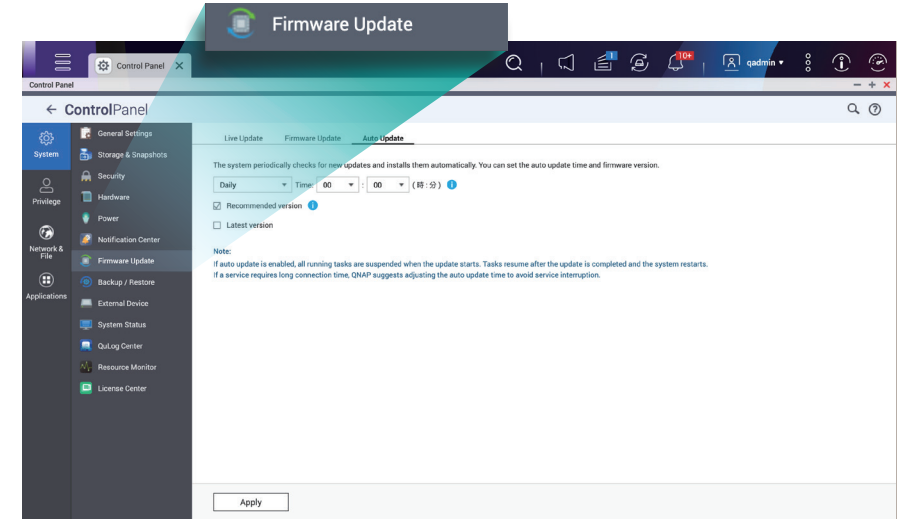 Firmware Update
Control Panel
1
10+
qadmin
Control Panel
ControlPanel
System
Privilege
Network &
File
Applications
General Settings
Storage & Snapshots
Security
Hardware
Power
Notification Center
Firmware Update
Backup / Restore
External Device
System Status
QuLog Center
Resource Monitor
License Center
Live Update Firmware Update Auto Update
The system periodically checks for new updates and installs them automatically. You can set the auto update time and firmware version.
Daily Time: 00 : 00 (時:分)
Recommended version
Latest version
Note:
If auto update is enabled, all running tasks are suspended when the update starts. Tasks resume after the update is completed and the system restarts.
If a service requires long connection time, QNAP suggests adjusting the auto update time to avoid service interruption.
Apply